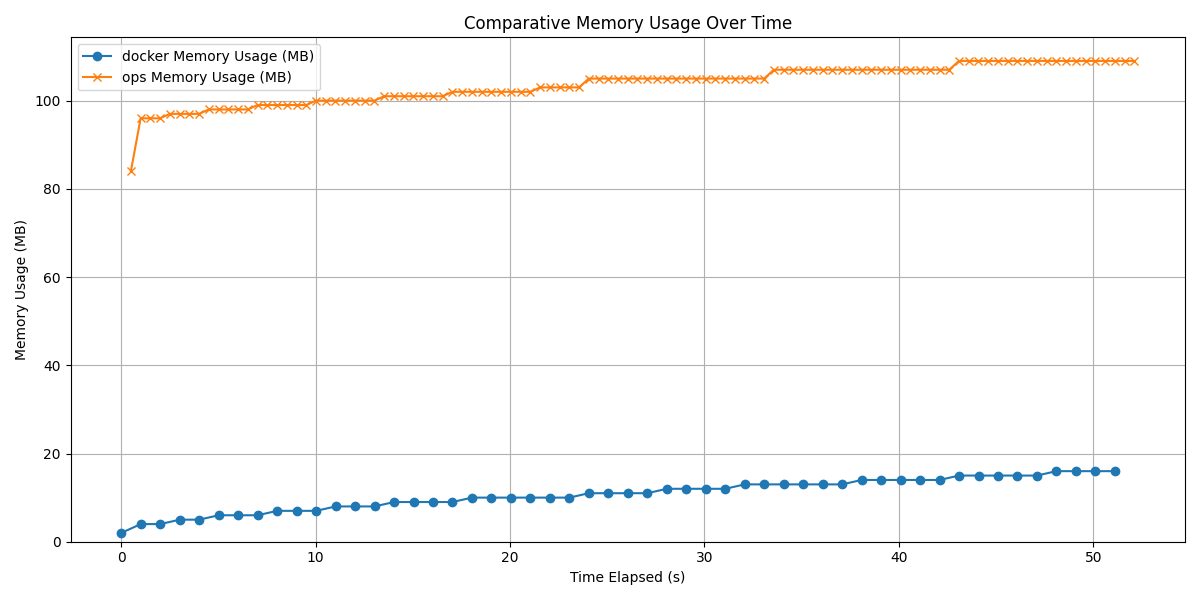 Comparative Memory Usage Over Time
docker Memory Usage (MB)
ops Memory Usage (MB)
Memory Usage (MB)
100
80
60
40
20
0
0 10 20 30 40 50
Time Elapsed (s)